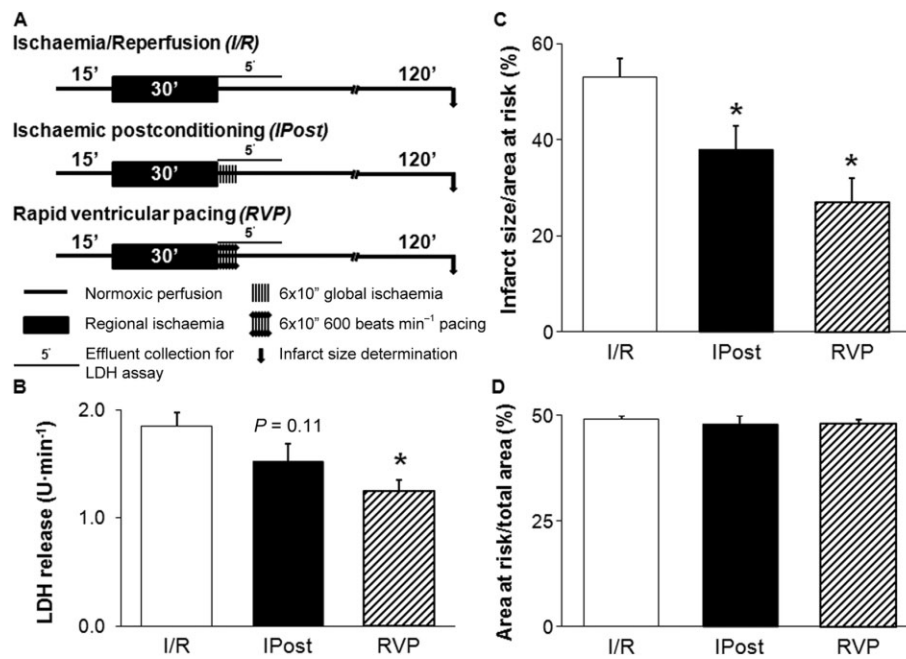 A
Ischaemia/Reperfusion (I/R)
5'
15' 30' 120'
Ischaemic postconditioning (IPost)
5'
15' 30' 120'
Rapid ventricular pacing (RVP)
5'
15' 30' 120'
Normoxic perfusion
6x10” global ischaemia
Regional ischaemia
6x10” 600 beats min⁻¹ pacing
5'
Effluent collection for
LDH assay
Infarct size determination
B
LDH release (U·min⁻¹)
2.0
1.0
0.0
P = 0.11
*
I/R IPost RVP
C
Infarct size/area at risk (%)
60
40
20
0
*
*
I/R IPost RVP
D
Area at risk/total area (%)
50
25
0
I/R IPost RVP